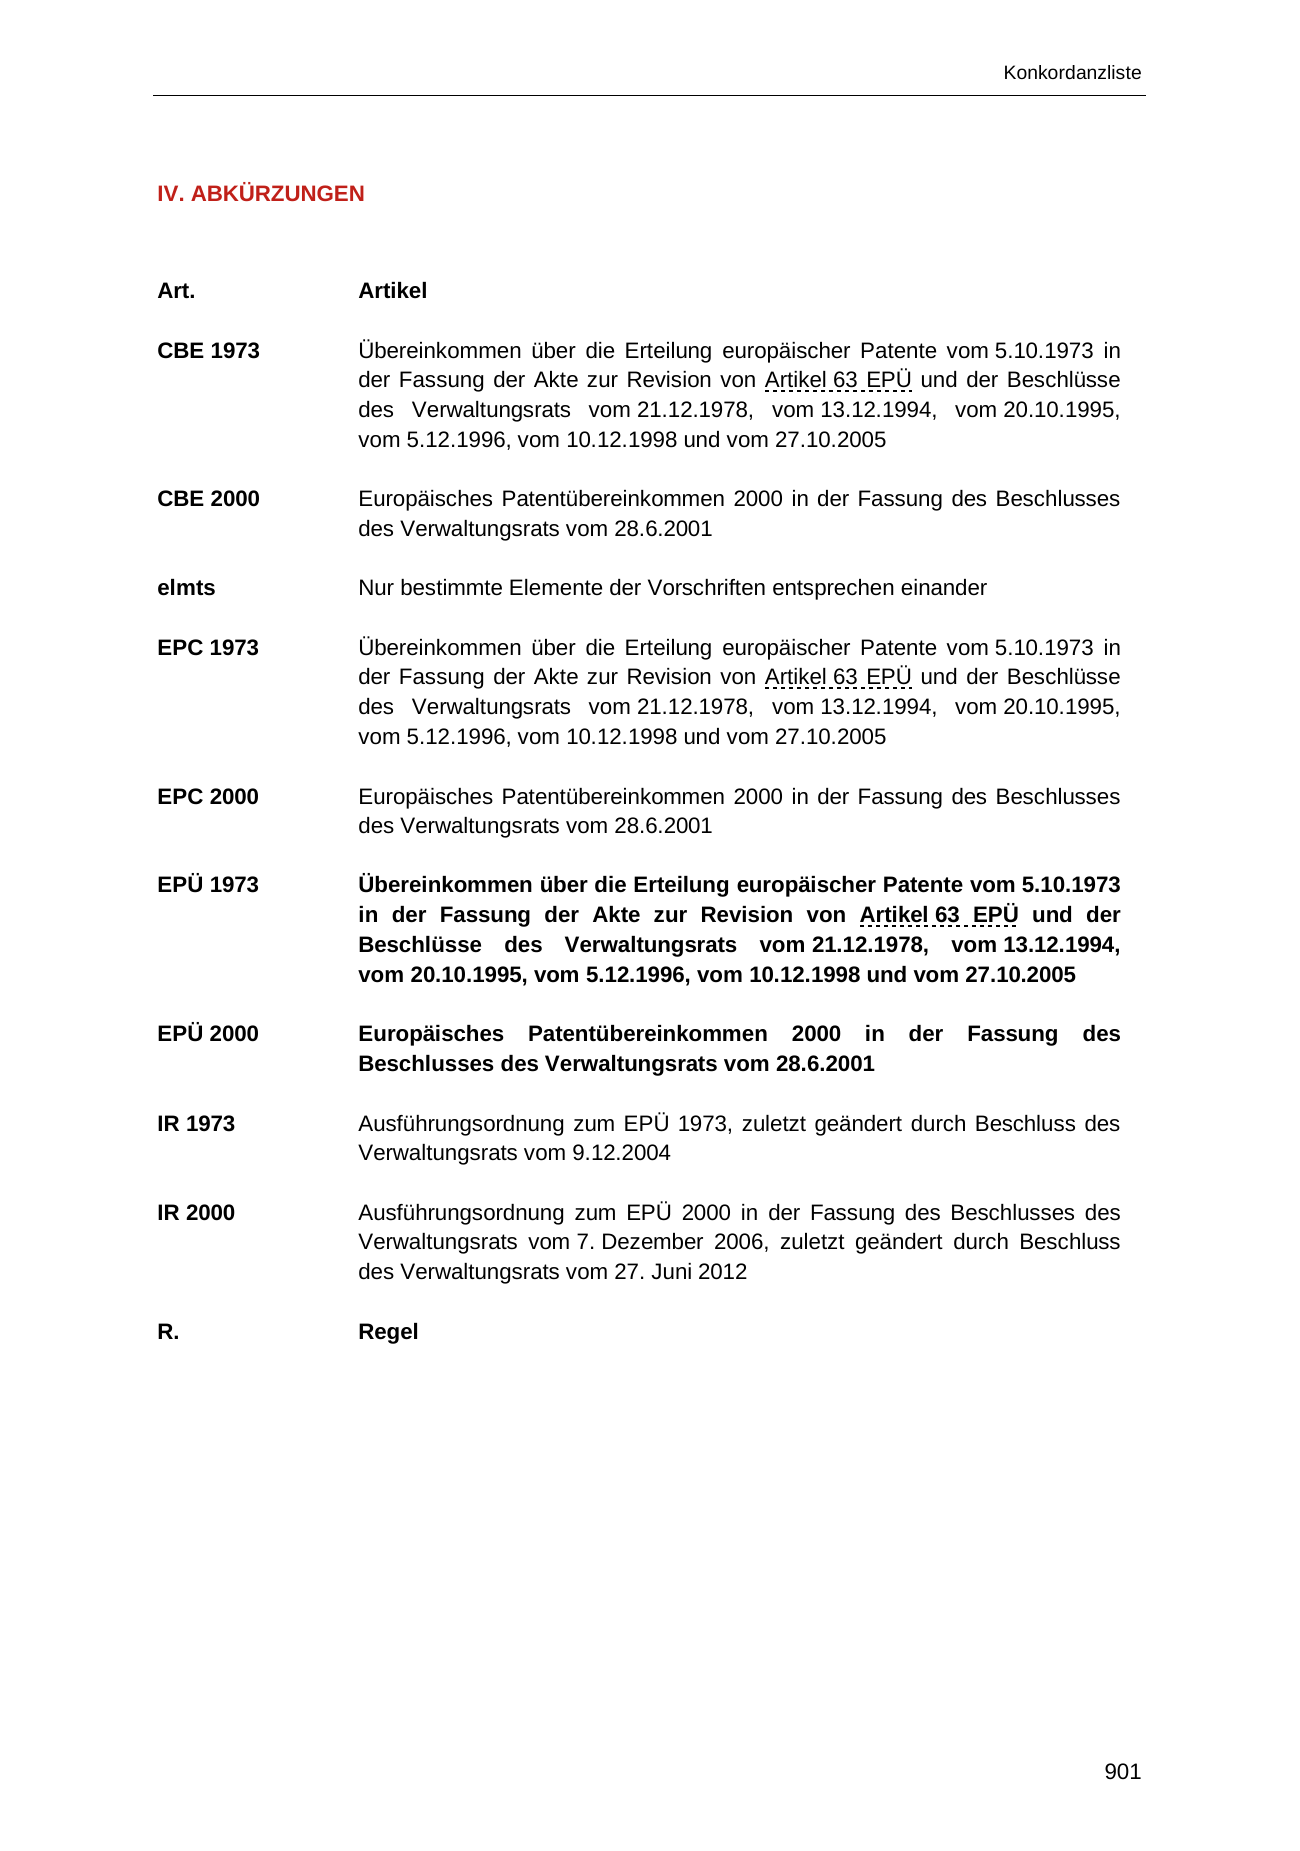 Konkordanzliste
IV. ABKÜRZUNGEN
Art. Artikel
CBE 1973 Übereinkommen über die Erteilung europäischer Patente vom 5.10.1973 in
der Fassung der Akte zur Revision von Artikel 63 EPÜ und der Beschlüsse
des Verwaltungsrats vom 21.12.1978, vom 13.12.1994, vom 20.10.1995,
vom 5.12.1996, vom 10.12.1998 und vom 27.10.2005
CBE 2000 Europäisches Patentübereinkommen 2000 in der Fassung des Beschlusses
des Verwaltungsrats vom 28.6.2001
elmts Nur bestimmte Elemente der Vorschriften entsprechen einander
EPC 1973 Übereinkommen über die Erteilung europäischer Patente vom 5.10.1973 in
der Fassung der Akte zur Revision von Artikel 63 EPÜ und der Beschlüsse
des Verwaltungsrats vom 21.12.1978, vom 13.12.1994, vom 20.10.1995,
vom 5.12.1996, vom 10.12.1998 und vom 27.10.2005
EPC 2000 Europäisches Patentübereinkommen 2000 in der Fassung des Beschlusses
des Verwaltungsrats vom 28.6.2001
EPÜ 1973 Übereinkommen über die Erteilung europäischer Patente vom 5.10.1973
in der Fassung der Akte zur Revision von Artikel 63 EPÜ und der
Beschlüsse des Verwaltungsrats vom 21.12.1978, vom 13.12.1994,
vom 20.10.1995, vom 5.12.1996, vom 10.12.1998 und vom 27.10.2005
EPÜ 2000 Europäisches Patentübereinkommen 2000 in der Fassung des
Beschlusses des Verwaltungsrats vom 28.6.2001
IR 1973 Ausführungsordnung zum EPÜ 1973, zuletzt geändert durch Beschluss des
Verwaltungsrats vom 9.12.2004
IR 2000 Ausführungsordnung zum EPÜ 2000 in der Fassung des Beschlusses des
Verwaltungsrats vom 7. Dezember 2006, zuletzt geändert durch Beschluss
des Verwaltungsrats vom 27. Juni 2012
R. Regel
901